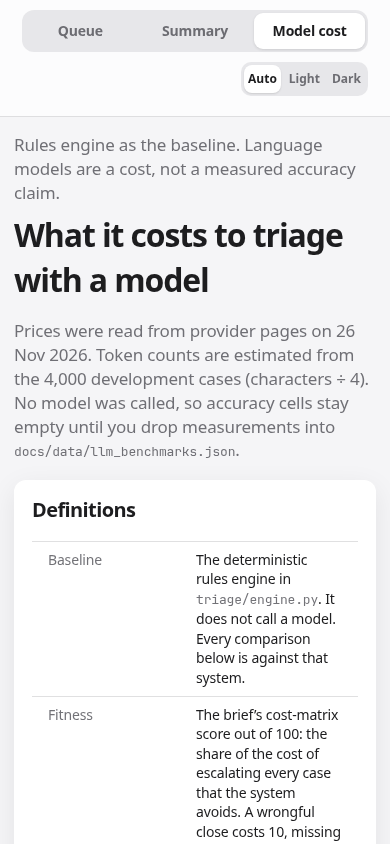 Queue Summary Model cost
Auto Light Dark
Rules engine as the baseline. Language
models are a cost, not a measured accuracy
claim.
What it costs to triage
with a model
Prices were read from provider pages on 26
Nov 2026. Token counts are estimated from
the 4,000 development cases (characters ÷ 4).
No model was called, so accuracy cells stay
empty until you drop measurements into
docs/data/llm_benchmarks.json.
Definitions
Baseline
The deterministic
rules engine in
triage/engine.py. It
does not call a model.
Every comparison
below is against that
system.
Fitness
The brief’s cost-matrix
score out of 100: the
share of the cost of
escalating every case
that the system
avoids. A wrongful
close costs 10, missing